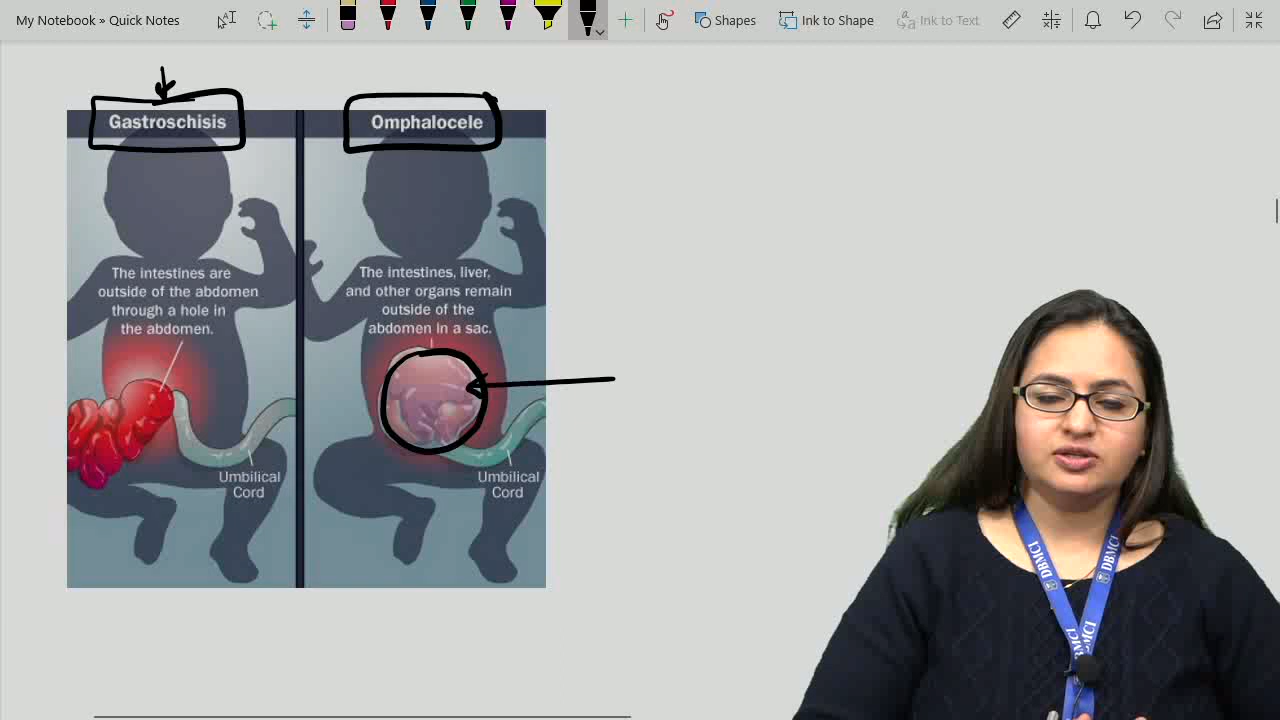 My Notebook » Quick Notes
Shapes
Ink to Shape
Ink to Text
Gastroschisis
Omphalocele
The intestines are
outside of the abdomen
through a hole in
the abdomen.
The intestines, liver,
and other organs remain
outside of the
abdomen in a sac.
Umbilical
Cord
Umbilical
Cord
DBMCI
DBMCI